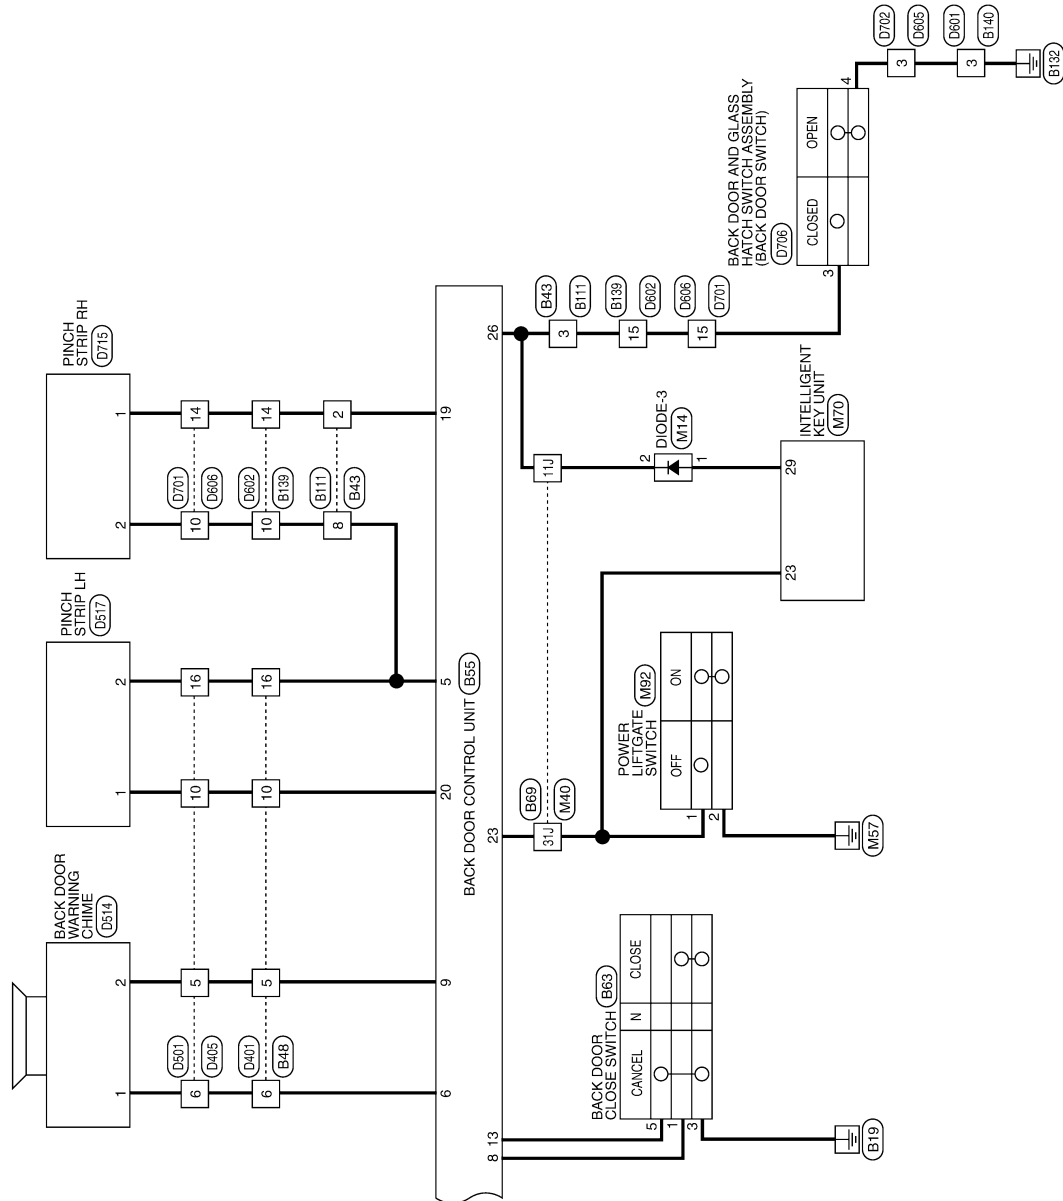 D702
D605
D601
B140
3
3
B132
4
BACK DOOR AND GLASS
HATCH SWITCH ASSEMBLY
(BACK DOOR SWITCH)
D706
CLOSED
OPEN
3
PINCH
STRIP RH
D715
1
2
14
14
2
19
D701
D606
D602
B139
B111
B43
10
10
8
26
B43
B111
B139
D602
D606
D701
3
15
15
11J
DIODE-3
M14
2
1
INTELLIGENT
KEY UNIT
M70
29
23
PINCH
STRIP LH
D517
2
1
16
16
10
10
5
20
BACK DOOR CONTROL UNIT
B55
23
B69
M40
31J
POWER
LIFTGATE
SWITCH
M92
OFF
ON
1
2
M57
BACK DOOR
WARNING
CHIME
D514
2
1
5
5
9
D501
D405
D401
B48
6
6
6
13
8
BACK DOOR
CLOSE SWITCH
B63
CANCEL
N
CLOSE
5
1
3
B19